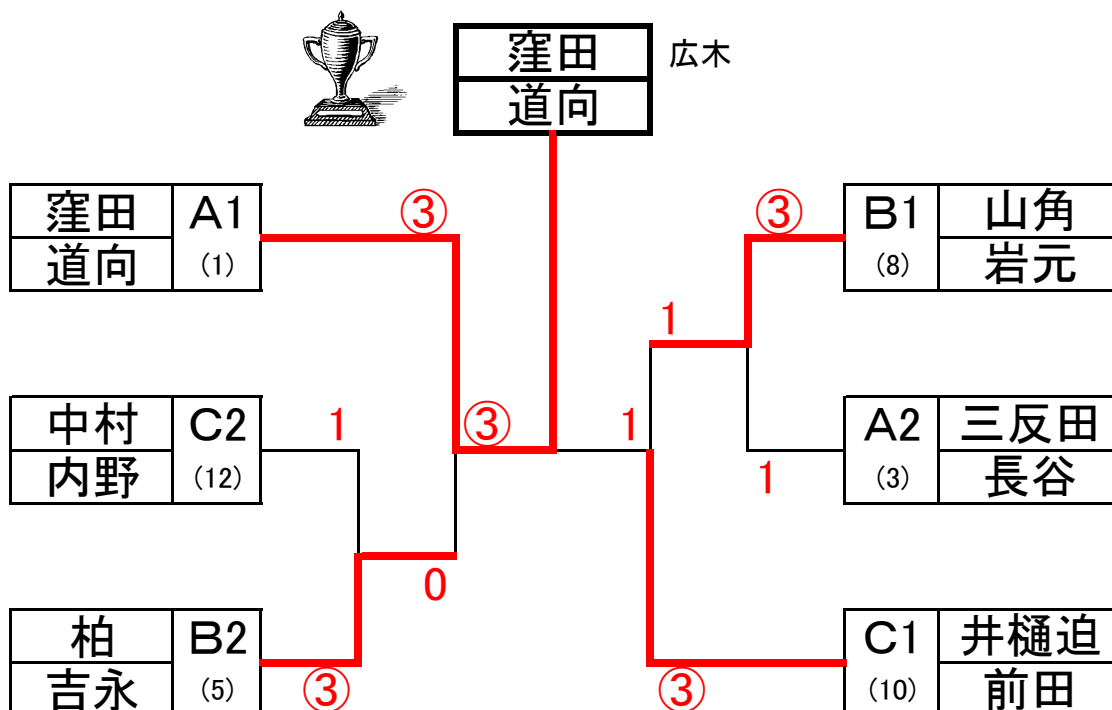 窪田 広木
道向
窪田 A1 ③ ③ B1 山角
道向 (1) (8) 岩元
1
中村 C2 1 ③ 1 A2 三反田
内野 (12) 1 (3) 長谷
0
柏 B2 C1 井樋迫
吉永 (5) ③ ③ (10) 前田